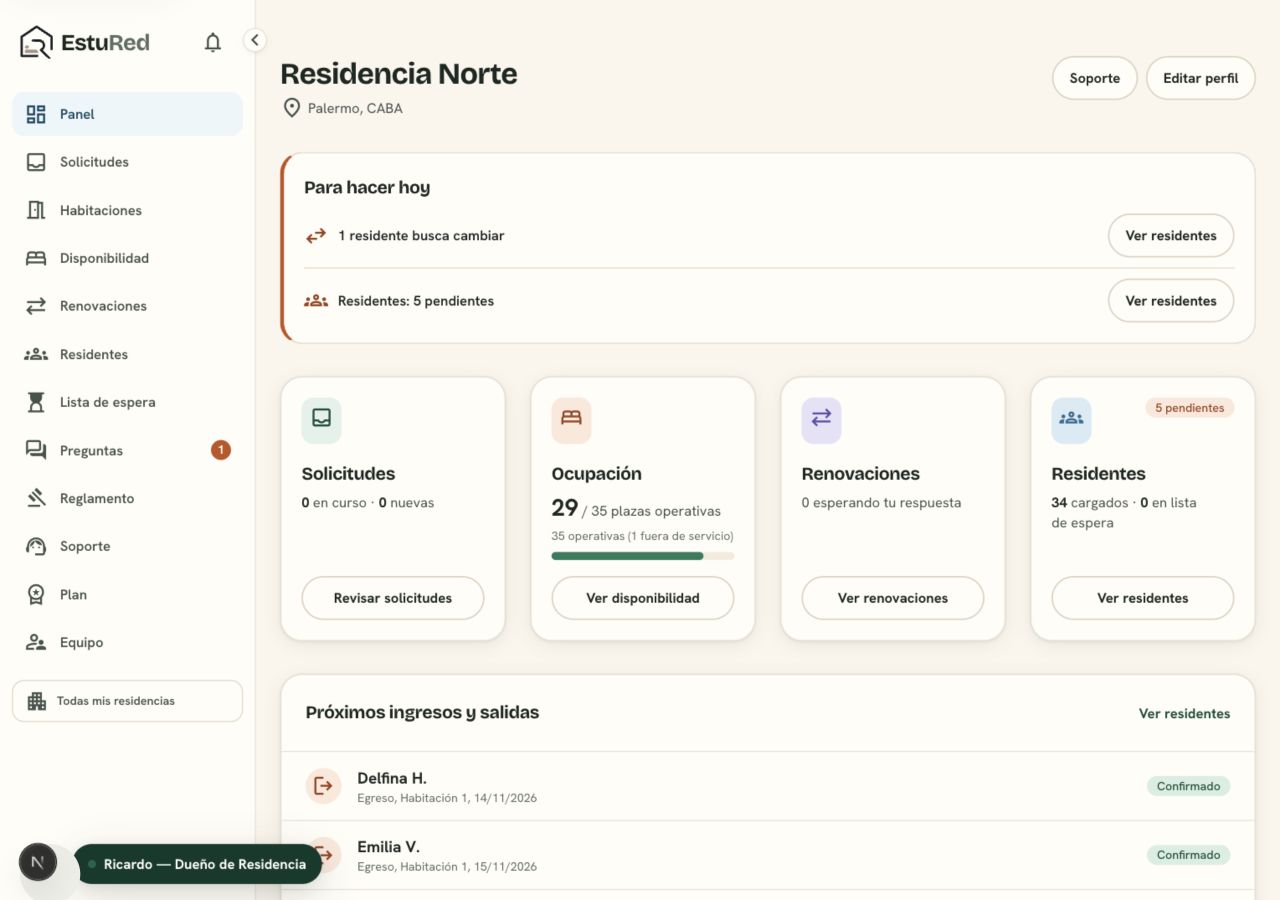 EstuRed
Panel
Solicitudes
Habitaciones
Disponibilidad
Renovaciones
Residentes
Lista de espera
Preguntas 1
Reglamento
Soporte
Plan
Equipo
Todas mis residencias
N
Ricardo — Dueño de Residencia
Residencia Norte
Palermo, CABA
Soporte
Editar perfil
Para hacer hoy
1 residente busca cambiar
Ver residentes
Residentes: 5 pendientes
Ver residentes
Solicitudes
0 en curso · 0 nuevas
Revisar solicitudes
Ocupación
29 / 35 plazas operativas
35 operativas (1 fuera de servicio)
Ver disponibilidad
Renovaciones
0 esperando tu respuesta
Ver renovaciones
5 pendientes
Residentes
34 cargados · 0 en lista
de espera
Ver residentes
Próximos ingresos y salidas
Ver residentes
Delfina H.
Egreso, Habitación 1, 14/11/2026
Confirmado
Emilia V.
Egreso, Habitación 1, 15/11/2026
Confirmado